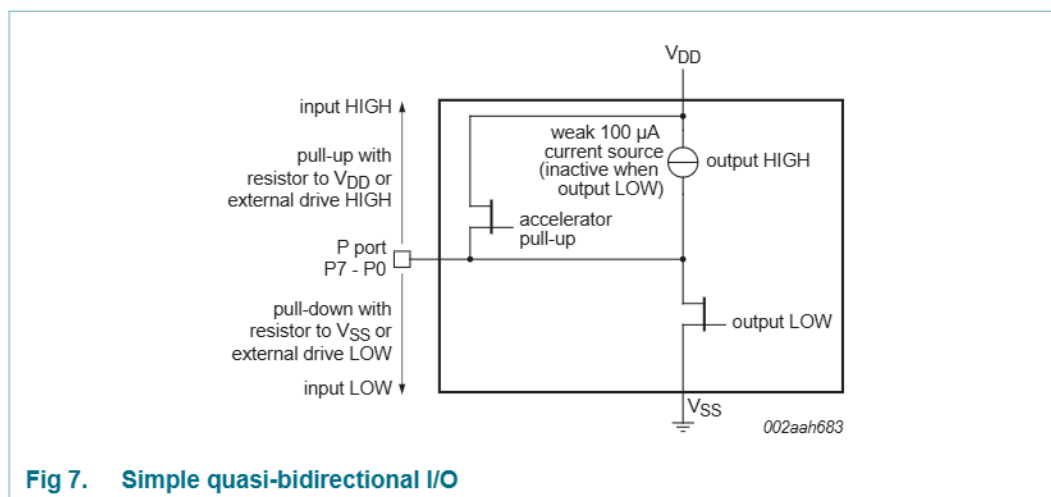 VDD
input HIGH
pull-up with
resistor to VDD or
external drive HIGH
weak 100 µA
current source
(inactive when
output LOW)
output HIGH
accelerator
pull-up
P port
P7 - P0
pull-down with
resistor to VSS or
external drive LOW
input LOW
output LOW
VSS
002aah683
Fig 7. Simple quasi-bidirectional I/O